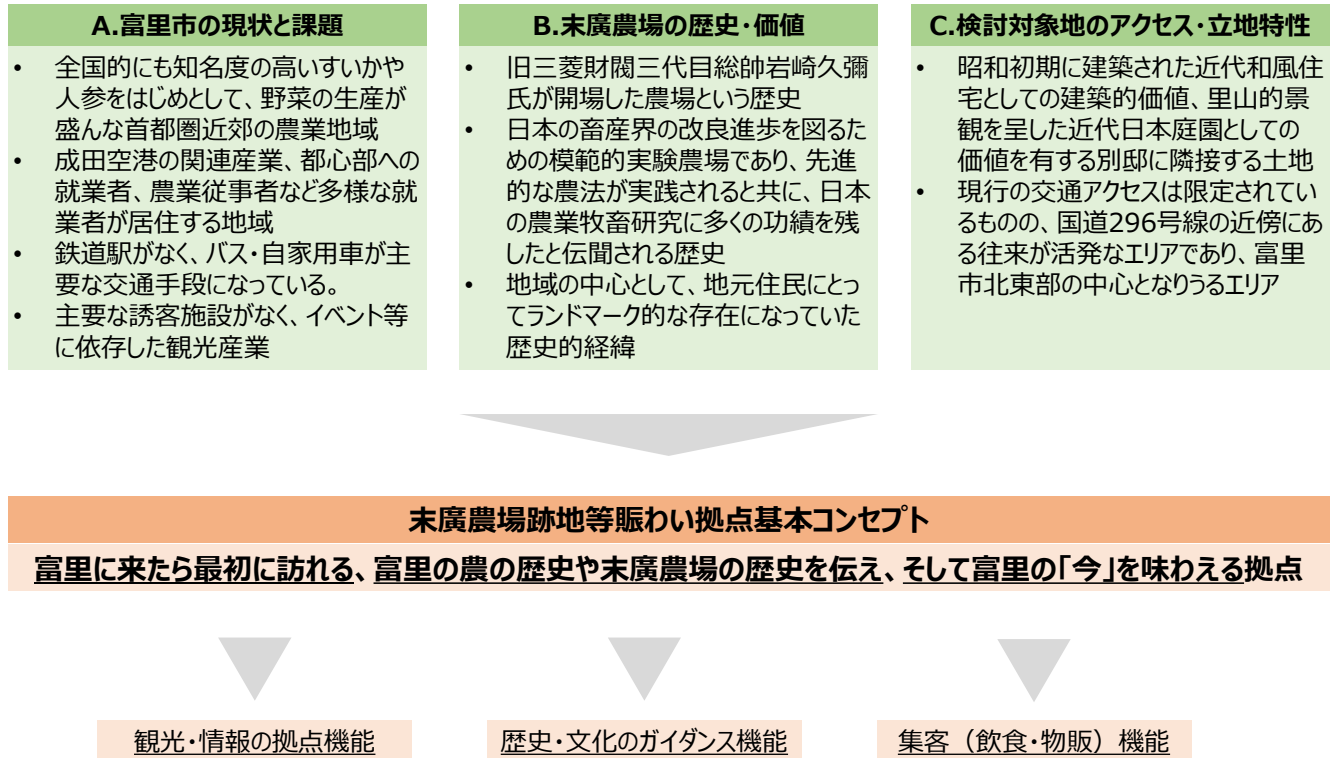 A.富里市の現状と課題
• 全国的にも知名度の高いすいかや
人参をはじめとして、野菜の生産が
盛んな首都圏近郊の農業地域
• 成田空港の関連産業、都心部への
就業者、農業従事者など多様な就
業者が居住する地域
• 鉄道駅がなく、バス・自家用車が主
要な交通手段になっている。
• 主要な誘客施設がなく、イベント等
に依存した観光産業
B.末廣農場の歴史・価値
• 旧三菱財閥三代目総帥岩崎久彌
氏が開場した農場という歴史
• 日本の畜産界の改良進歩を図るた
めの模範的実験農場であり、先進
的な農法が実践されると共に、日本
の農業牧畜研究に多くの功績を残
したと伝聞される歴史
• 地域の中心として、地元住民にとっ
てランドマーク的な存在になっていた
歴史的経緯
C.検討対象地のアクセス・立地特性
• 昭和初期に建築された近代和風住
宅としての建築的価値、里山的景
観を呈した近代日本庭園としての
価値を有する別邸に隣接する土地
• 現行の交通アクセスは限定されてい
るものの、国道296号線の近傍にあ
る往来が活発なエリアであり、富里
市北東部の中心となりうるエリア
末廣農場跡地等賑わい拠点基本コンセプト
富里に来たら最初に訪れる、富里の農の歴史や末廣農場の歴史を伝え、そして富里の「今」を味わえる拠点
観光・情報の拠点機能
歴史・文化のガイダンス機能
集客（飲食・物販）機能